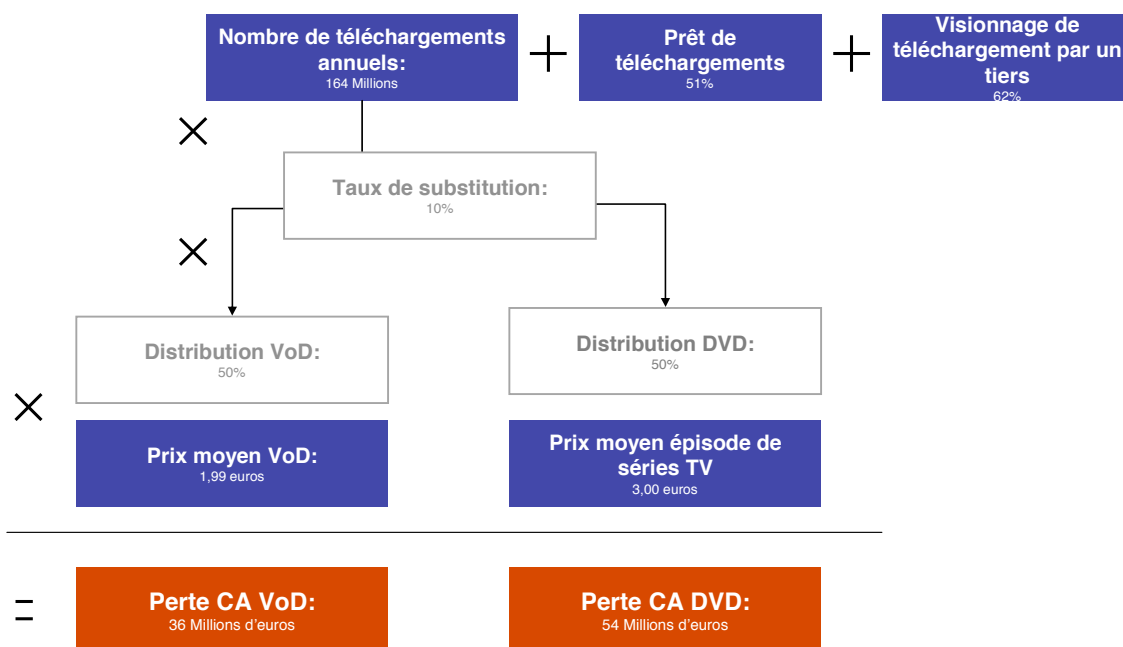 Nombre de téléchargements
annuels:
164 Millions
Prêt de
téléchargements
51%
Visionnage de
téléchargement par un
tiers
62%
Taux de substitution:
10%
Distribution VoD:
50%
Distribution DVD:
50%
Prix moyen VoD:
1,99 euros
Prix moyen épisode de
séries TV
3,00 euros
Perte CA VoD:
36 Millions d’euros
Perte CA DVD:
54 Millions d’euros